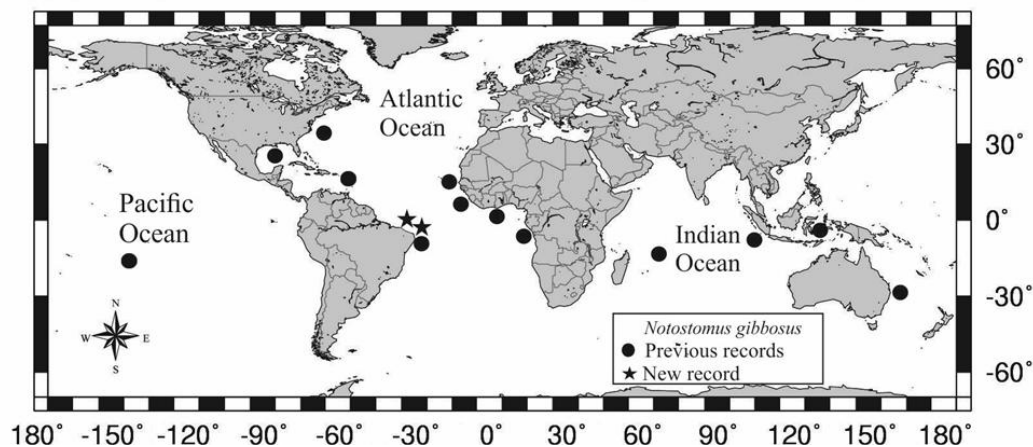 Atlantic
Ocean
60°
30°
Pacific
Ocean
0°
Indian
Ocean
-30°
N
W E
S
Notostomus gibbosus
Previous records
New record
-60°
180° -150° -120° -90° -60° -30° 0° 30° 60° 90° 120° 150° 180°